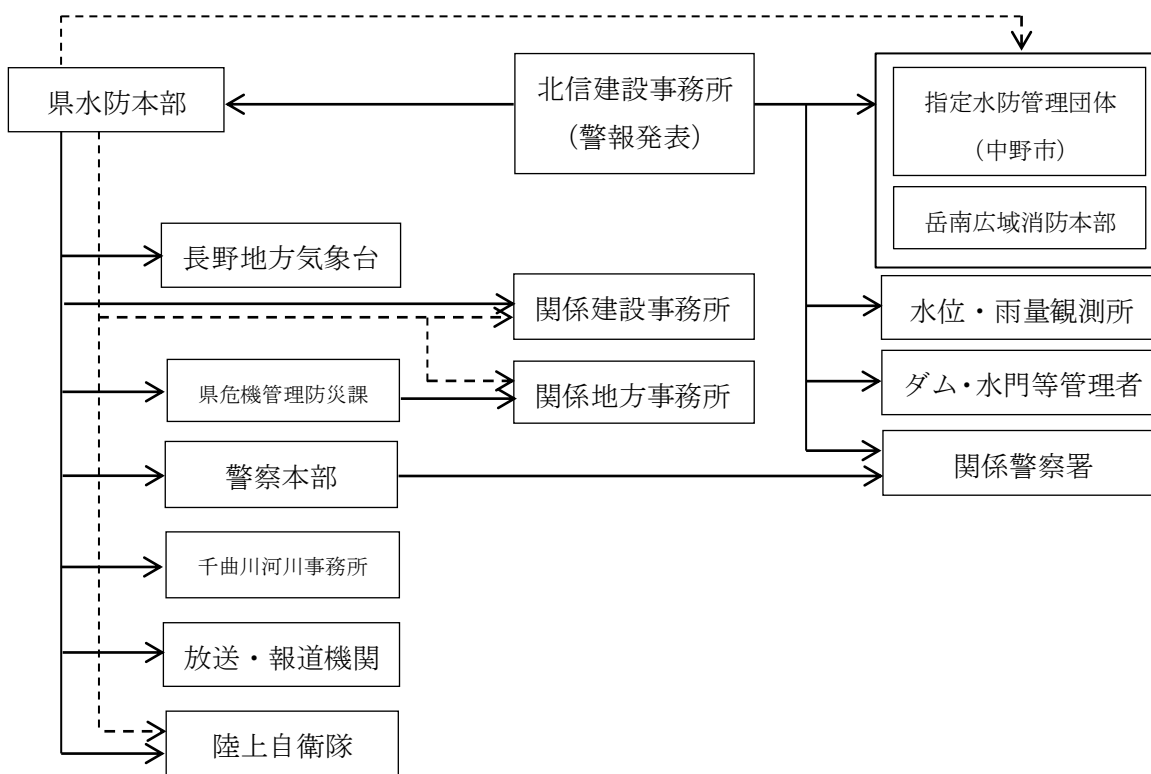 県水防本部
北信建設事務所
（警報発表）
指定水防管理団体
（中野市）
岳南広域消防本部
長野地方気象台
関係建設事務所
水位・雨量観測所
県危機管理防災課
関係地方事務所
ダム・水門等管理者
警察本部
関係警察署
千曲川河川事務所
放送・報道機関
陸上自衛隊